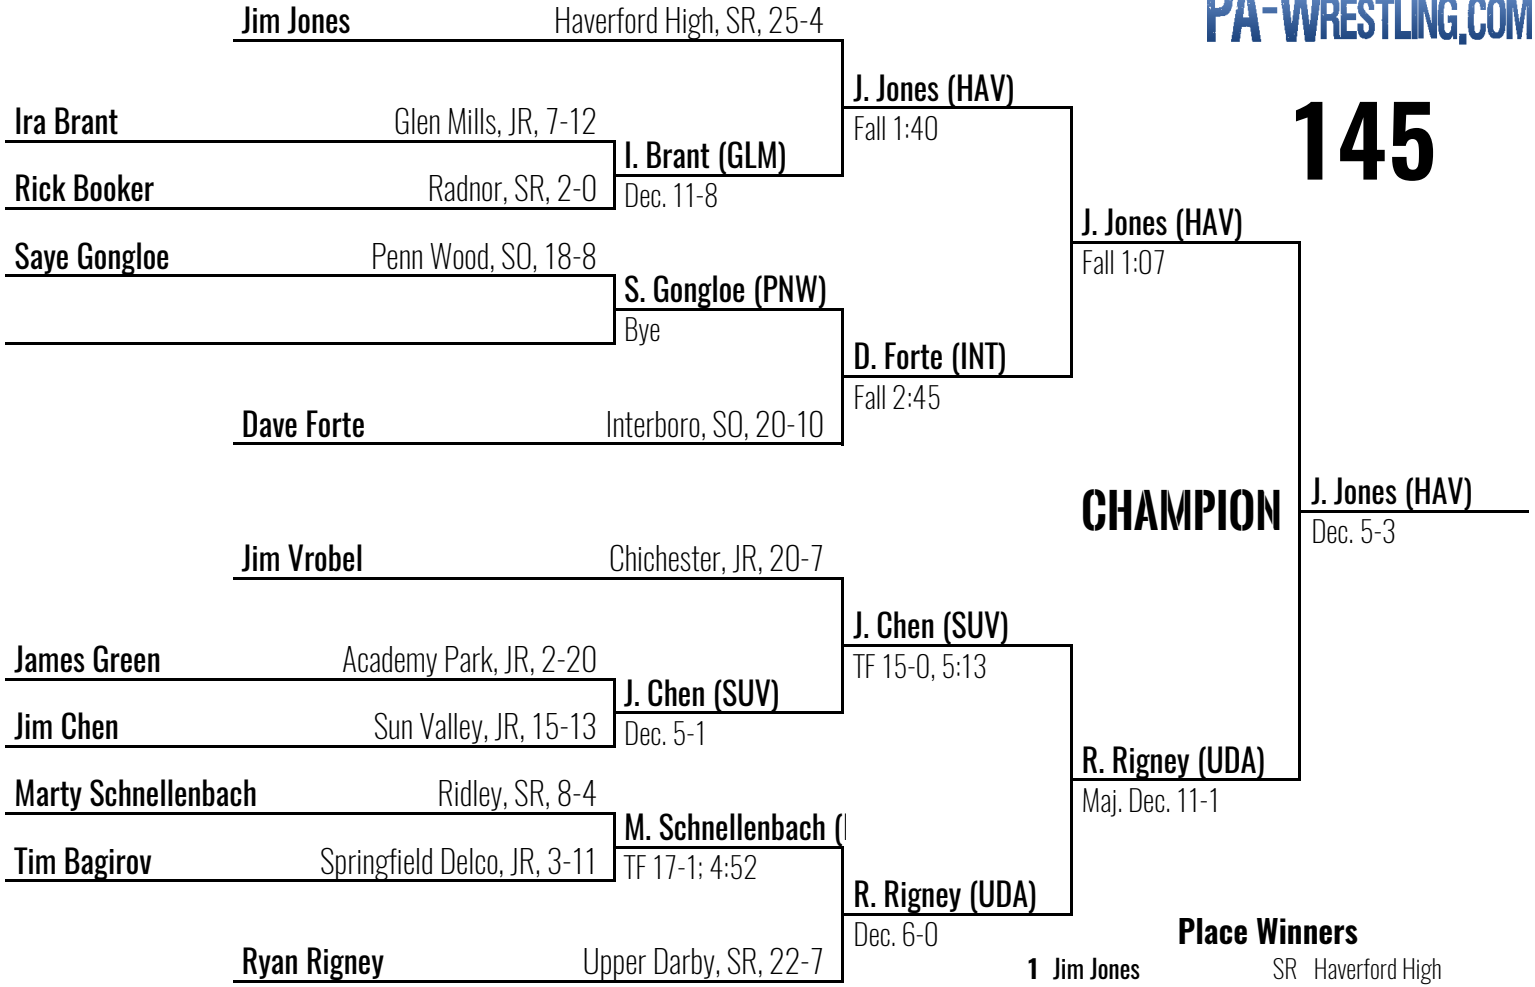 PA-WRESTLING.COM
145
Jim Jones Haverford High, SR, 25-4
J. Jones (HAV)
Fall 1:40
Ira Brant Glen Mills, JR, 7-12
I. Brant (GLM)
Dec. 11-8
Rick Booker Radnor, SR, 2-0
J. Jones (HAV)
Fall 1:07
Saye Gongloe Penn Wood, SO, 18-8
S. Gongloe (PNW)
Bye
D. Forte (INT)
Fall 2:45
Dave Forte Interboro, SO, 20-10
CHAMPION
J. Jones (HAV)
Dec. 5-3
Jim Vrobel Chichester, JR, 20-7
J. Chen (SUV)
TF 15-0, 5:13
James Green Academy Park, JR, 2-20
J. Chen (SUV)
Dec. 5-1
Jim Chen Sun Valley, JR, 15-13
R. Rigney (UDA)
Maj. Dec. 11-1
Marty Schnellenbach Ridley, SR, 8-4
M. Schnellenbach (
TF 17-1; 4:52
Tim Bagirov Springfield Delco, JR, 3-11
R. Rigney (UDA)
Dec. 6-0
Ryan Rigney Upper Darby, SR, 22-7
Place Winners
1 Jim Jones SR Haverford High